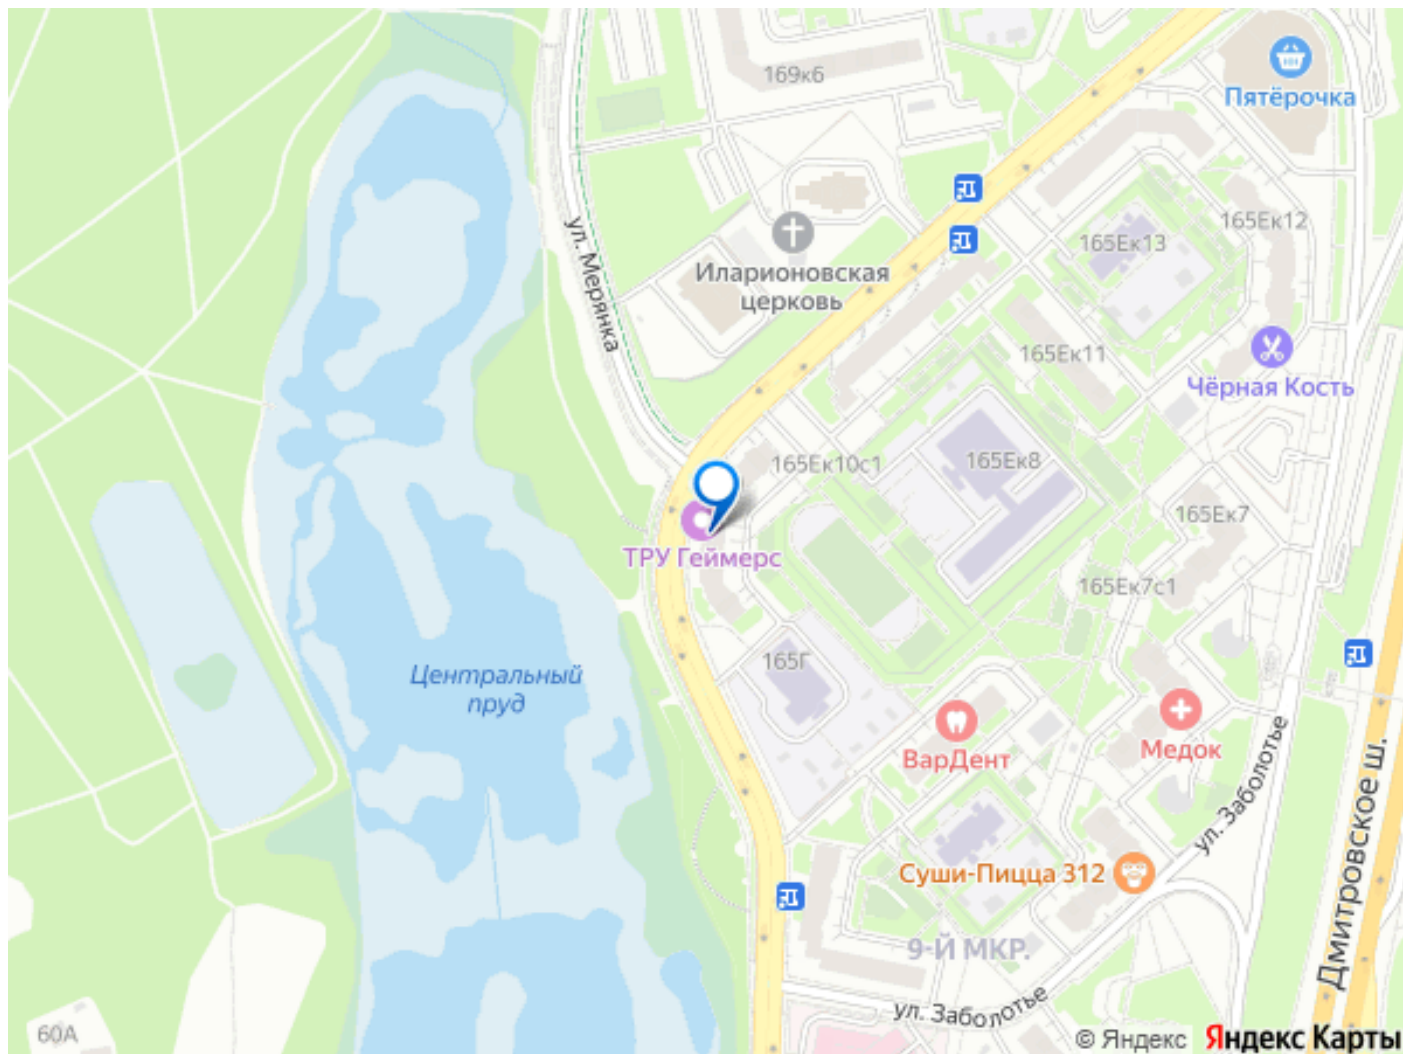 169к6
Пятёрочка
165Ек12
165Ек13
ул. Мерянка
Иларионовская
церковь
165Ек11
Чёрная Кость
165Ек10с1
165Ек8
165Ек7
ТРУ Геймерс
165Ек7с1
165Г
Центральный
пруд
ВарДент
Медок
ул. Заболотье
Дмитровское ш.
Суши-Пицца 312
9-Й МКР.
ул. Заболотье
60А
© Яндекс Яндекс Карты